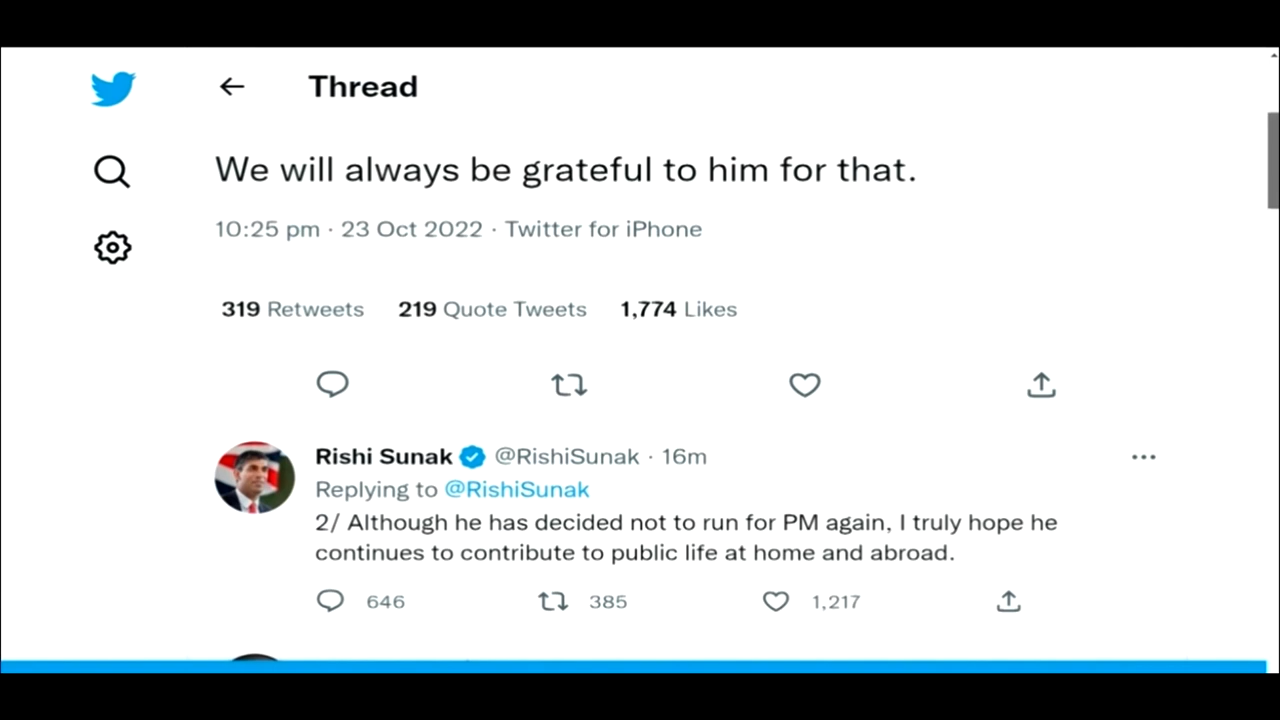 Thread
We will always be grateful to him for that.
10:25 pm · 23 Oct 2022 · Twitter for iPhone
319 Retweets 219 Quote Tweets 1,774 Likes
Rishi Sunak @RishiSunak · 16m
Replying to @RishiSunak
2/ Although he has decided not to run for PM again, I truly hope he
continues to contribute to public life at home and abroad.
646 385 1,217